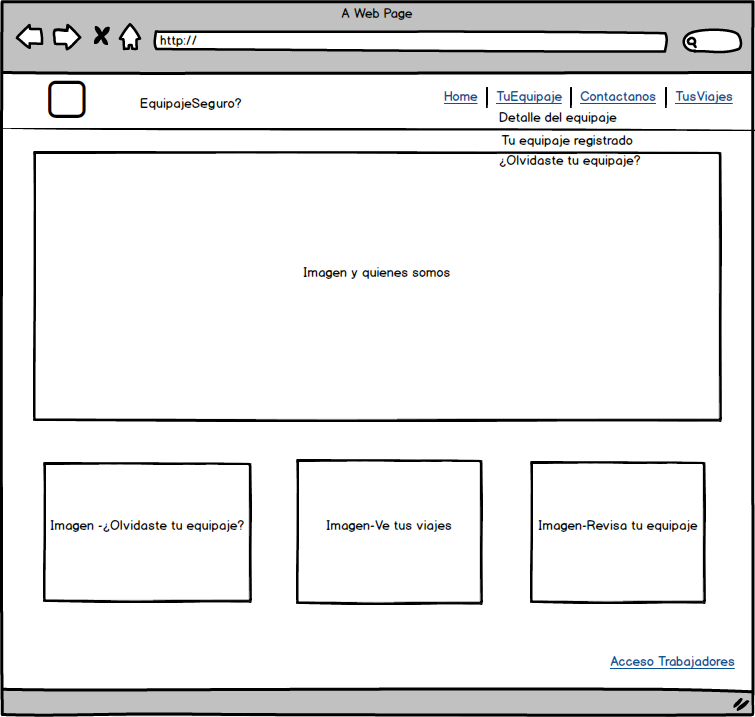 A Web Page
http://
EquipajeSeguro?
Home
TuEquipaje
Contactanos
TusViajes
Detalle del equipaje
Tu equipaje registrado
¿Olvidaste tu equipaje?
Imagen y quienes somos
Imagen -¿Olvidaste tu equipaje?
Imagen-Ve tus viajes
Imagen-Revisa tu equipaje
Acceso Trabajadores